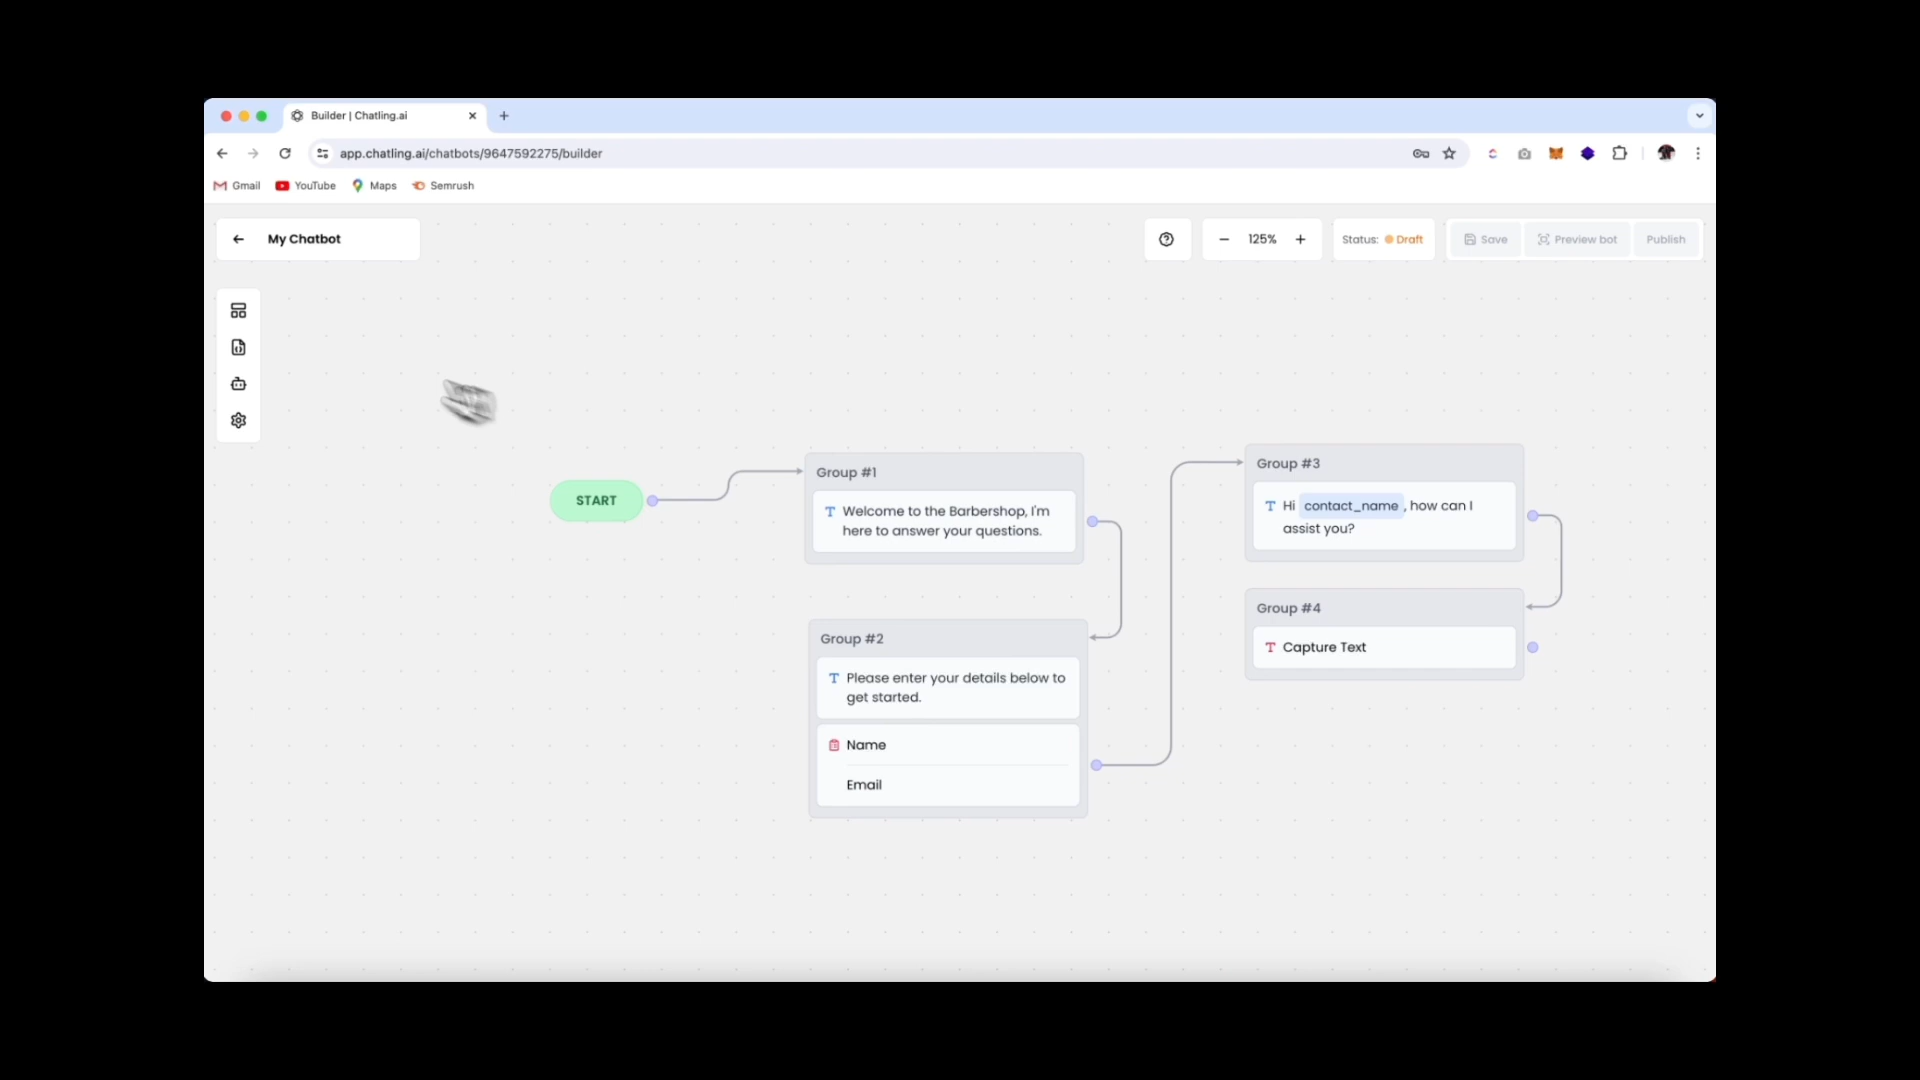 Builder | Chatling.ai
app.chatling.ai/chatbots/9647592275/builder
Gmail YouTube Maps Semrush
My Chatbot
125%
Status: Draft
Save
Preview bot
Publish
START
Group #1
Welcome to the Barbershop, I'm
here to answer your questions.
Group #2
Please enter your details below to
get started.
Name
Email
Group #3
Hi contact_name , how can I
assist you?
Group #4
Capture Text